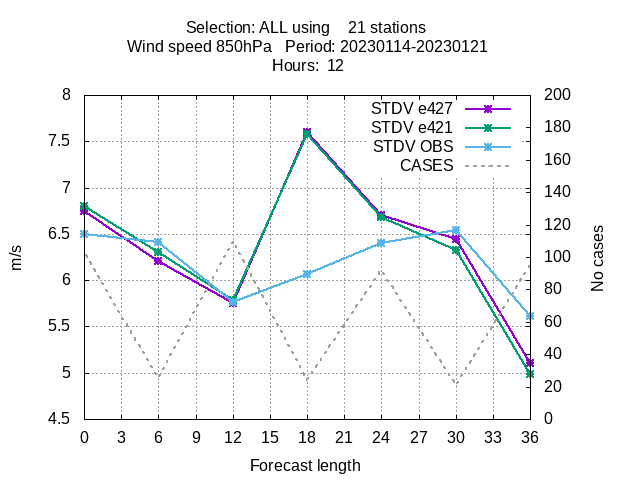 Selection: ALL using    21 stations
Wind speed 850hPa   Period: 20230114-20230121
Hours:  12
STDV e427
STDV e421
STDV OBS
CASES
8
7.5
7
6.5
6
5.5
5
4.5
m/s
200
180
160
140
120
100
80
60
40
20
0
No cases
0 3 6 9 12 15 18 21 24 27 30 33 36
Forecast length